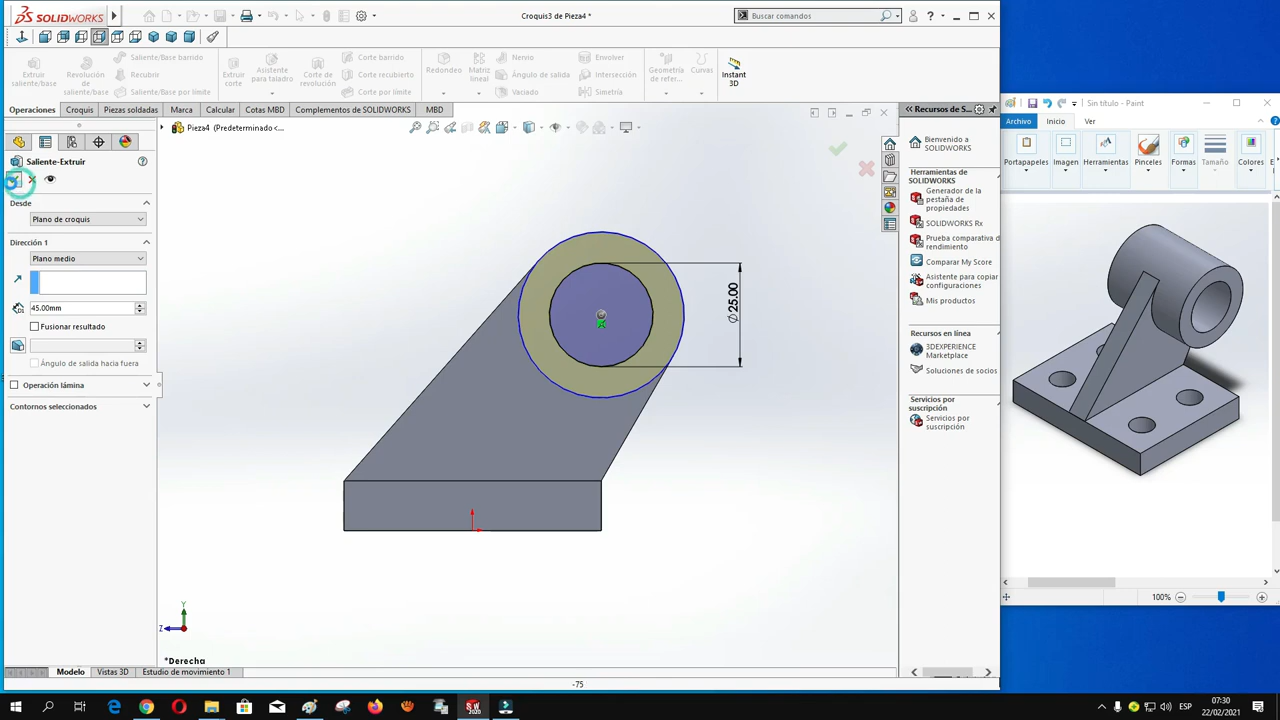 SOLIDWORKS
Croquis3 de Pieza4 *
Buscar comandos
Extruir
saliente/base
Revolución
de
saliente/base
Saliente/Base barrido
Recubrir
Saliente/Base por límite
Extruir
corte
Asistente
para
taladro
Corte de
revolución
Corte barrido
Corte recubierto
Corte por límite
Redondeo
Matriz
lineal
Nervio
Ángulo de salida
Vaciado
Envolver
Intersección
Simetría
Geometría
de refer...
Curvas
Instant
3D
Operaciones
Croquis
Piezas soldadas
Marca
Calcular
Cotas MBD
Complementos de SOLIDWORKS
MBD
Pieza4 (Predeterminado<...
Saliente-Extruir
Desde
Plano de croquis
Dirección 1
Plano medio
45.00mm
Fusionar resultado
Ángulo de salida hacia fuera
Operación lámina
Contornos seleccionados
Ø25.00
Y
Z
*Derecha
Recursos de S...
Bienvenido a
SOLIDWORKS
Herramientas de
SOLIDWORKS
Generador de la
pestaña de
propiedades
SOLIDWORKS Rx
Prueba comparativa d
rendimiento
Comparar My Score
Asistente para copiar
configuraciones
Mis productos
Recursos en línea
3DEXPERIENCE
Marketplace
Soluciones de socios
Servicios por
suscripción
Servicios por
suscripción
Modelo
Vistas 3D
Estudio de movimiento 1
-75
Sin título - Paint
Archivo
Inicio
Ver
Portapapeles
Imagen
Herramientas
Pinceles
Formas
Tamaño
Colores
100%
ESP
07:30
22/02/2021